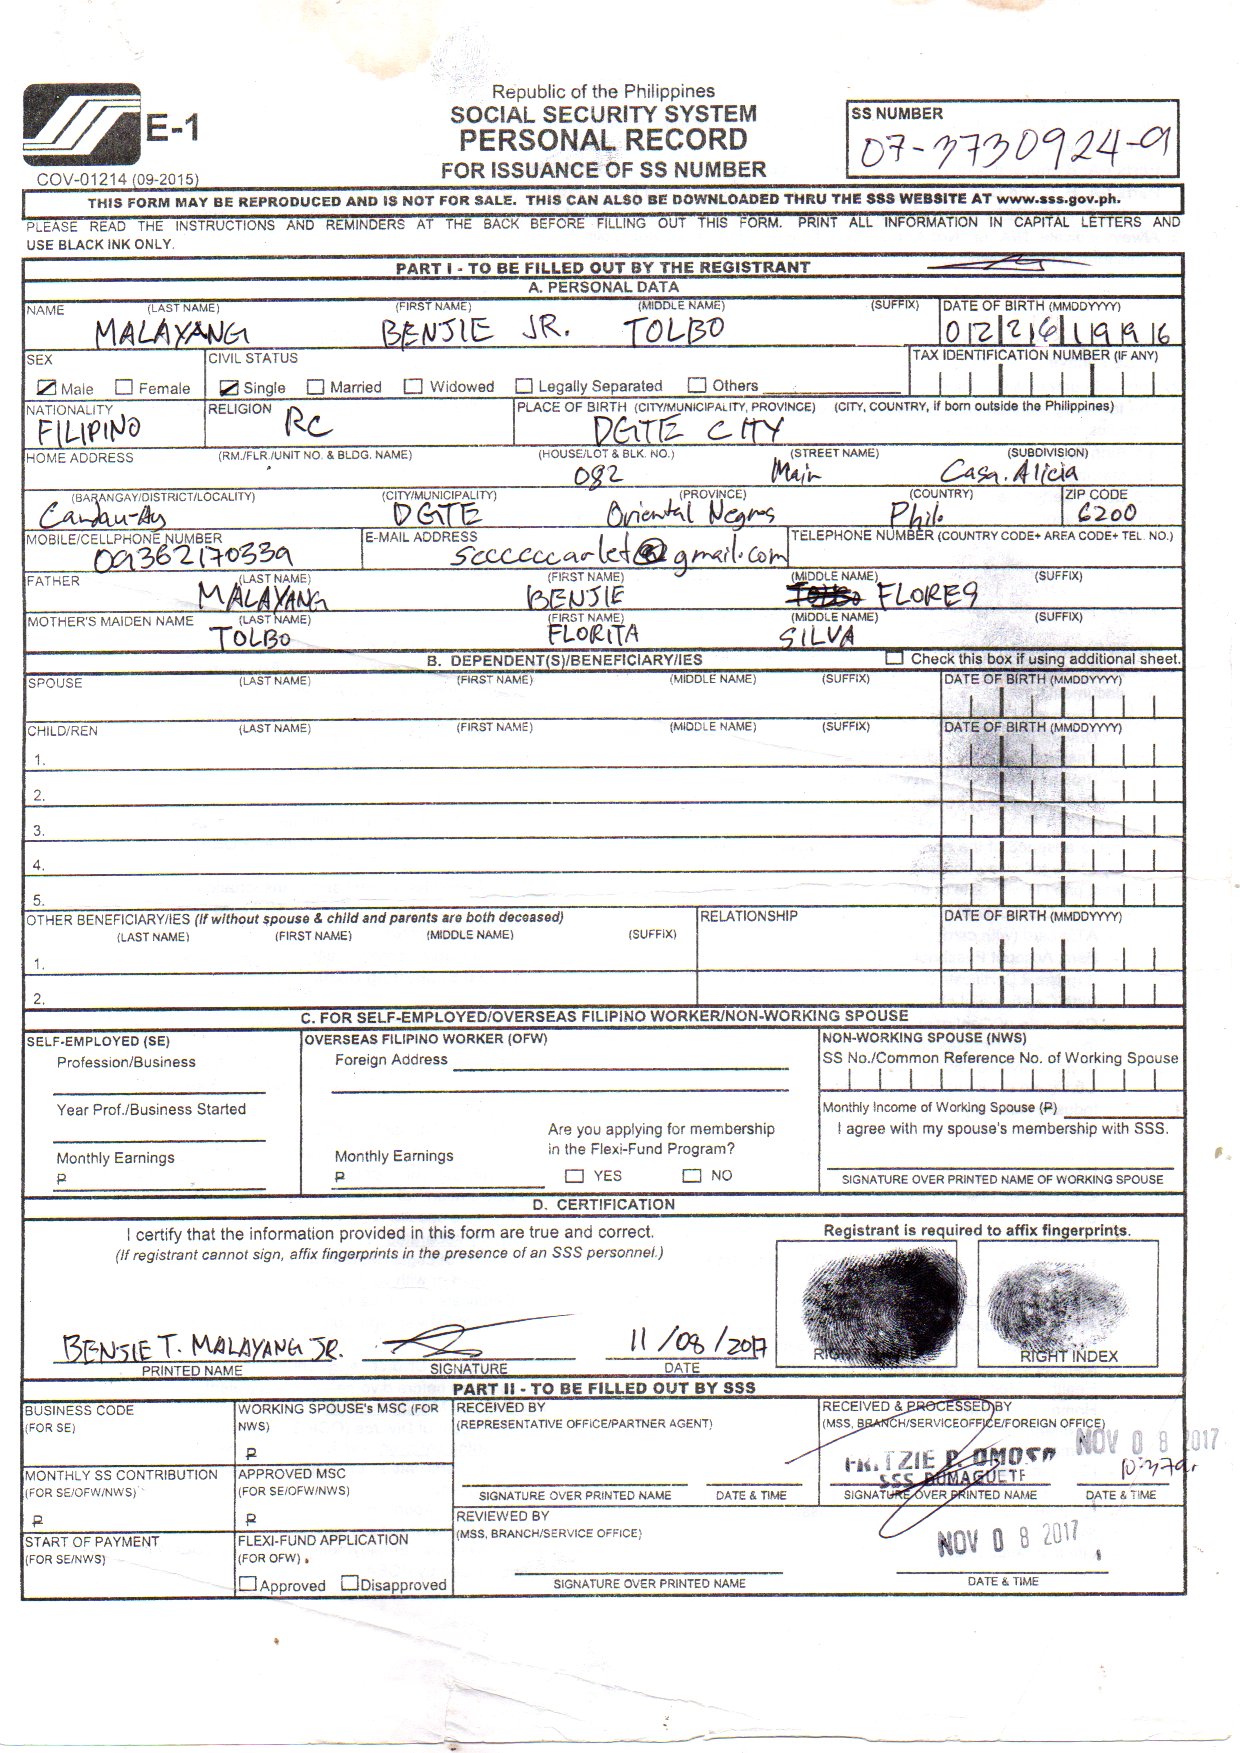 E-1
COV-01214 (09-2015)
Republic of the Philippines
SOCIAL SECURITY SYSTEM
PERSONAL RECORD
FOR ISSUANCE OF SS NUMBER
SS NUMBER
07-3730924-9
THIS FORM MAY BE REPRODUCED AND IS NOT FOR SALE. THIS CAN ALSO BE DOWNLOADED THRU THE SSS WEBSITE AT www.sss.gov.ph.
PLEASE READ THE INSTRUCTIONS AND REMINDERS AT THE BACK BEFORE FILLING OUT THIS FORM. PRINT ALL INFORMATION IN CAPITAL LETTERS AND
USE BLACK INK ONLY.
PART I - TO BE FILLED OUT BY THE REGISTRANT
A. PERSONAL DATA
NAME (LAST NAME) (FIRST NAME) (MIDDLE NAME) (SUFFIX) DATE OF BIRTH (MMDDYYYY)
MALAYANG BENJIE JR. TOLBO 02261996
SEX CIVIL STATUS TAX IDENTIFICATION NUMBER (IF ANY)
Male Female Single Married Widowed Legally Separated Others
NATIONALITY RELIGION PLACE OF BIRTH (CITY/MUNICIPALITY, PROVINCE) (CITY, COUNTRY, if born outside the Philippines)
FILIPINO RC DGTE CITY
HOME ADDRESS (RM./FLR./UNIT NO. & BLDG. NAME) (HOUSE/LOT & BLK. NO.) (STREET NAME) (SUBDIVISION)
082 Main Casa. Alicia
(BARANGAY/DISTRICT/LOCALITY) (CITY/MUNICIPALITY) (PROVINCE) (COUNTRY) ZIP CODE
Candau-Ay DGTE Oriental Negros Phil. 6200
MOBILE/CELLPHONE NUMBER E-MAIL ADDRESS TELEPHONE NUMBER (COUNTRY CODE+ AREA CODE+ TEL. NO.)
09362170339 sccccccarlet@gmail.com
FATHER (LAST NAME) (FIRST NAME) (MIDDLE NAME) (SUFFIX)
MALAYANG BENJIE FLORES
MOTHER'S MAIDEN NAME (LAST NAME) (FIRST NAME) (MIDDLE NAME) (SUFFIX)
TOLBO FLORITA SILVA
B. DEPENDENT(S)/BENEFICIARY/IES Check this box if using additional sheet.
SPOUSE (LAST NAME) (FIRST NAME) (MIDDLE NAME) (SUFFIX) DATE OF BIRTH (MMDDYYYY)
CHILD/REN (LAST NAME) (FIRST NAME) (MIDDLE NAME) (SUFFIX) DATE OF BIRTH (MMDDYYYY)
1.
2.
3.
4.
5.
OTHER BENEFICIARY/IES (If without spouse & child and parents are both deceased) RELATIONSHIP DATE OF BIRTH (MMDDYYYY)
(LAST NAME) (FIRST NAME) (MIDDLE NAME) (SUFFIX)
1.
2.
C. FOR SELF-EMPLOYED/OVERSEAS FILIPINO WORKER/NON-WORKING SPOUSE
SELF-EMPLOYED (SE)
Profession/Business
Year Prof./Business Started
Monthly Earnings
₱
OVERSEAS FILIPINO WORKER (OFW)
Foreign Address
Are you applying for membership
in the Flexi-Fund Program?
Monthly Earnings
₱
YES NO
NON-WORKING SPOUSE (NWS)
SS No./Common Reference No. of Working Spouse
Monthly Income of Working Spouse (₱)
I agree with my spouse's membership with SSS.
SIGNATURE OVER PRINTED NAME OF WORKING SPOUSE
D. CERTIFICATION
I certify that the information provided in this form are true and correct.
(If registrant cannot sign, affix fingerprints in the presence of an SSS personnel.)
Registrant is required to affix fingerprints.
BENJIE T. MALAYANG JR. 11/08/2017
PRINTED NAME SIGNATURE DATE
RIGHT INDEX
PART II - TO BE FILLED OUT BY SSS
BUSINESS CODE
(FOR SE)
WORKING SPOUSE's MSC (FOR
NWS)
₱
MONTHLY SS CONTRIBUTION
(FOR SE/OFW/NWS)
₱
APPROVED MSC
(FOR SE/OFW/NWS)
₱
START OF PAYMENT
(FOR SE/NWS)
FLEXI-FUND APPLICATION
(FOR OFW)
Approved Disapproved
RECEIVED BY
(REPRESENTATIVE OFFICE/PARTNER AGENT)
SIGNATURE OVER PRINTED NAME DATE & TIME
RECEIVED & PROCESSED BY
(MSS, BRANCH/SERVICEOFFICE/FOREIGN OFFICE)
NOV 08 2017
SSS DUMAGUETE
SIGNATURE OVER PRINTED NAME DATE & TIME
REVIEWED BY
(MSS, BRANCH/SERVICE OFFICE)
NOV 08 2017
SIGNATURE OVER PRINTED NAME DATE & TIME